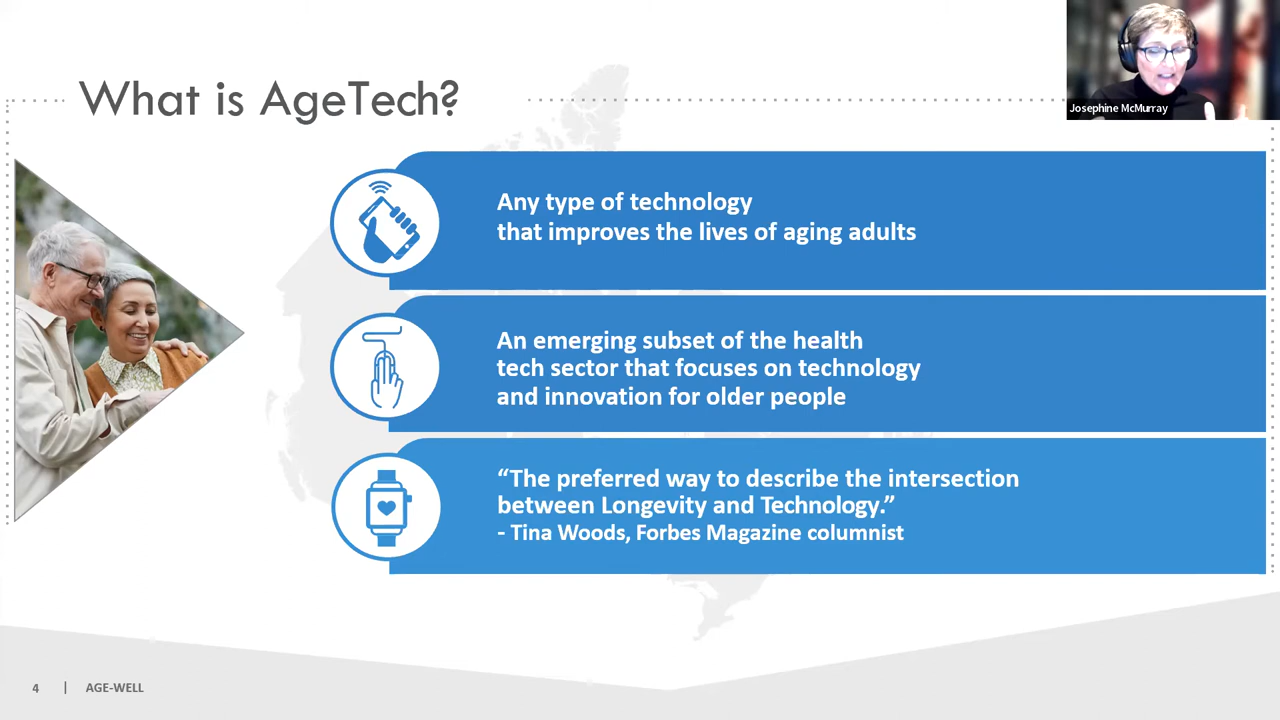 What is AgeTech?
Josephine McMurray
Any type of technology
that improves the lives of aging adults
An emerging subset of the health
tech sector that focuses on technology
and innovation for older people
“The preferred way to describe the intersection
between Longevity and Technology.”
- Tina Woods, Forbes Magazine columnist
4 | AGE-WELL